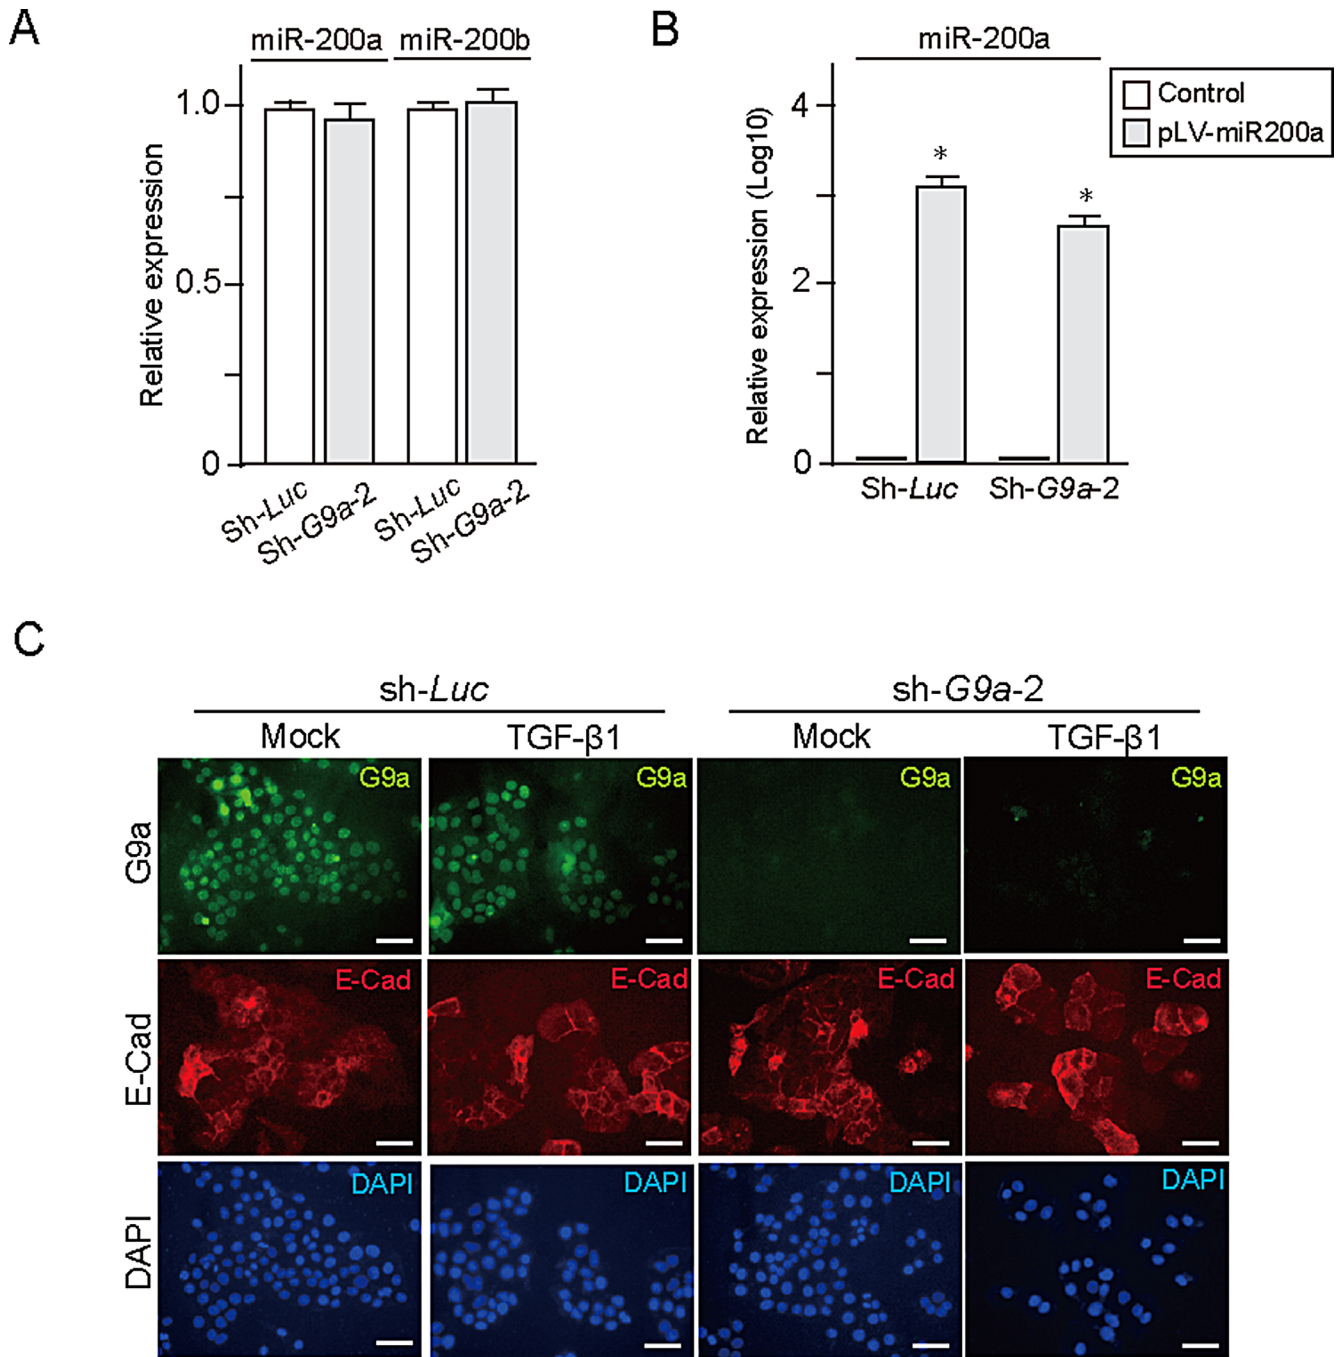 A
miR-200a miR-200b
Relative expression
1.0
0.5
0
Sh-Luc
Sh-G9a-2
Sh-Luc
Sh-G9a-2
B
miR-200a
Control
pLV-miR200a
Relative expression (Log10)
4
2
0
*
*
Sh-Luc Sh-G9a-2
C
sh-Luc sh-G9a-2
Mock TGF-β1 Mock TGF-β1
G9a G9a G9a G9a G9a
E-Cad E-Cad E-Cad E-Cad E-Cad
DAPI DAPI DAPI DAPI DAPI